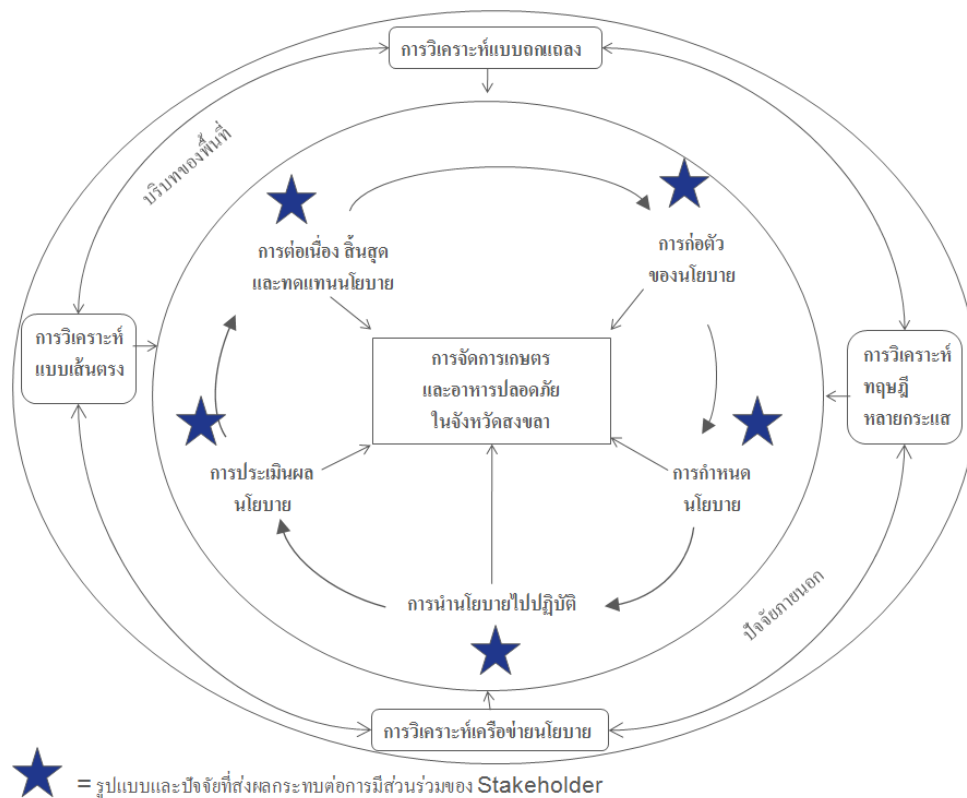 การวิเคราะห์แบบถกแถลง
บริบทของพื้นที่
การต่อเนื่อง สิ้นสุด
และทดแทนนโยบาย
การก่อตัว
ของนโยบาย
การวิเคราะห์
แบบเส้นตรง
การจัดการเกษตร
และอาหารปลอดภัย
ในจังหวัดสงขลา
การวิเคราะห์
ทฤษฎี
หลายกระแส
การประเมินผล
นโยบาย
การกำหนด
นโยบาย
การนำนโยบายไปปฏิบัติ
ปัจจัยภายนอก
การวิเคราะห์เครือข่ายนโยบาย
= รูปแบบและปัจจัยที่ส่งผลกระทบต่อการมีส่วนร่วมของ Stakeholder